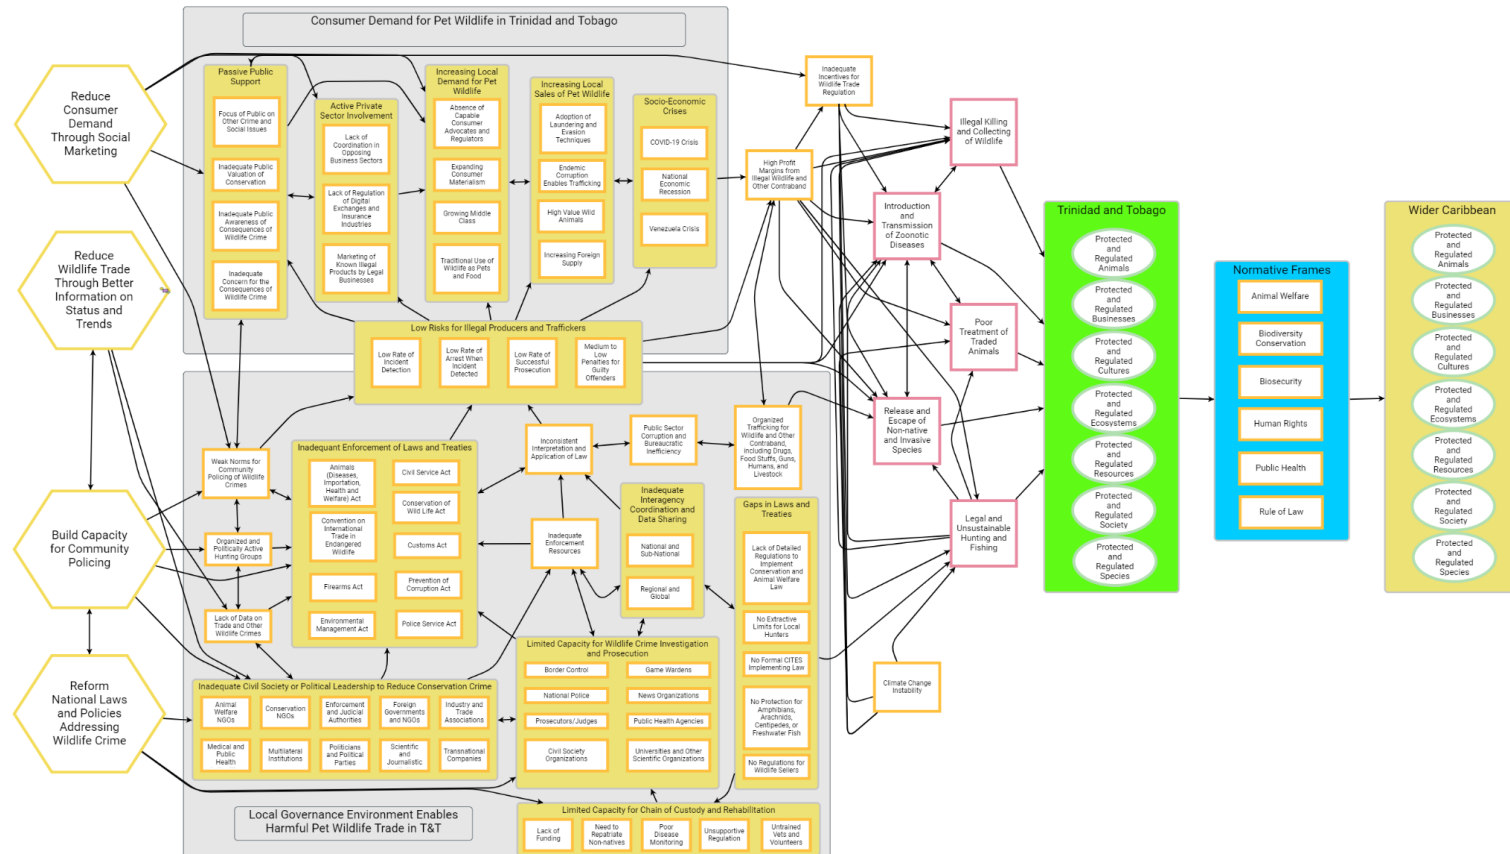 Consumer Demand for Pet Wildlife in Trinidad and Tobago
Reduce
Consumer
Demand
Through Social
Marketing
Reduce
Wildlife Trade
Through Better
Information on
Status and
Trends
Build Capacity
for Community
Policing
Reform
National Laws
and Policies
Addressing
Wildlife Crime
Passive Public
Support
Focus of Public on
Other Crime and
Social Issues
Inadequate Public
Valuation of
Conservation
Inadequate Public
Awareness of
Consequences of
Wildlife Crime
Inadequate
Concern for the
Consequences of
Wildlife Crime
Active Private
Sector Involvement
Lack of
Coordination in
Opposing
Business Sectors
Lack of Regulation
of Digital
Exchanges and
Insurance
Industries
Marketing of
Known Illegal
Products by Legal
Businesses
Increasing Local
Demand for Pet
Wildlife
Absence of
Capable
Consumer
Advocates and
Regulators
Expanding
Consumer
Materialism
Growing Middle
Class
Traditional Use of
Wildlife as Pets
and Food
Increasing Local
Sales of Pet Wildlife
Adoption of
Laundering and
Evasion
Techniques
Endemic
Corruption
Enables Trafficking
High Value Wild
Animals
Increasing Foreign
Supply
Socio-Economic
Crises
COVID-19 Crisis
National
Economic
Recession
Venezuela Crisis
Low Risks for Illegal Producers and Traffickers
Low Rate of
Incident
Detection
Low Rate of
Arrest When
Incident
Detected
Low Rate of
Successful
Prosecution
Medium to
Low
Penalties for
Guilty
Offenders
Weak Norms for
Community
Policing of Wildlife
Crimes
Organized and
Politically Active
Hunting Groups
Lack of Data on
Trade and Other
Wildlife Crimes
Inadequant Enforcement of Laws and Treaties
Animals
(Diseases,
Importation,
Health and
Welfare) Act
Civil Service Act
Convention on
International
Trade in
Endangered
Wildlife
Conservation of
Wild Life Act
Customs Act
Firearms Act
Prevention of
Corruption Act
Environmental
Management Act
Police Service Act
Inconsistent
Interpretation and
Application of Law
Public Sector
Corruption and
Bureaucratic
Inefficiency
Organized
Trafficking for
Wildlife and Other
Contraband,
including Drugs,
Food Stuffs, Guns,
Humans, and
Livestock
Inadequate
Enforcement
Resources
Inadequate
Interagency
Coordination and
Data Sharing
National and
Sub-National
Regional and
Global
Gaps in Laws and
Treaties
Lack of Detailed
Regulations to
Implement
Conservation and
Animal Welfare
Law
No Extractive
Limits for Local
Hunters
No Formal CITES
Implementing Law
No Protection for
Amphibians,
Arachnids,
Centipedes, or
Freshwater Fish
No Regulations for
Wildlife Sellers
Limited Capacity for Wildlife Crime Investigation
and Prosecution
Border Control
Game Wardens
National Police
News Organizations
Prosecutors/Judges
Public Health Agencies
Civil Society
Organizations
Universities and Other
Scientific Organizations
Inadequate Civil Society or Political Leadership to Reduce Conservation Crime
Animal
Welfare
NGOs
Conservation
NGOs
Enforcement
and Judicial
Authorities
Foreign
Governments
and NGOs
Industry and
Trade
Associations
Medical and
Public
Health
Multilateral
Institutions
Politicians
and Political
Parties
Scientific
and
Journalistic
Transnational
Companies
Local Governance Environment Enables
Harmful Pet Wildlife Trade in T&T
Limited Capacity for Chain of Custody and Rehabilitation
Lack of
Funding
Need to
Repatriate
Non-natives
Poor
Disease
Monitoring
Unsupportive
Regulation
Untrained
Vets and
Volunteers
Inadequate
Incentives for
Wildlife Trade
Regulation
High Profit
Margins from
Illegal Wildlife and
Other Contraband
Illegal Killing
and Collecting
of Wildlife
Introduction
and
Transmission
of Zoonotic
Diseases
Poor
Treatment of
Traded
Animals
Release and
Escape of
Non-native
and Invasive
Species
Legal and
Unsustainable
Hunting and
Fishing
Climate Change
Instability
Trinidad and Tobago
Protected
and
Regulated
Animals
Protected
and
Regulated
Businesses
Protected
and
Regulated
Cultures
Protected
and
Regulated
Ecosystems
Protected
and
Regulated
Resources
Protected
and
Regulated
Society
Protected
and
Regulated
Species
Normative Frames
Animal Welfare
Biodiversity
Conservation
Biosecurity
Human Rights
Public Health
Rule of Law
Wider Caribbean
Protected
and
Regulated
Animals
Protected
and
Regulated
Businesses
Protected
and
Regulated
Cultures
Protected
and
Regulated
Ecosystems
Protected
and
Regulated
Resources
Protected
and
Regulated
Society
Protected
and
Regulated
Species